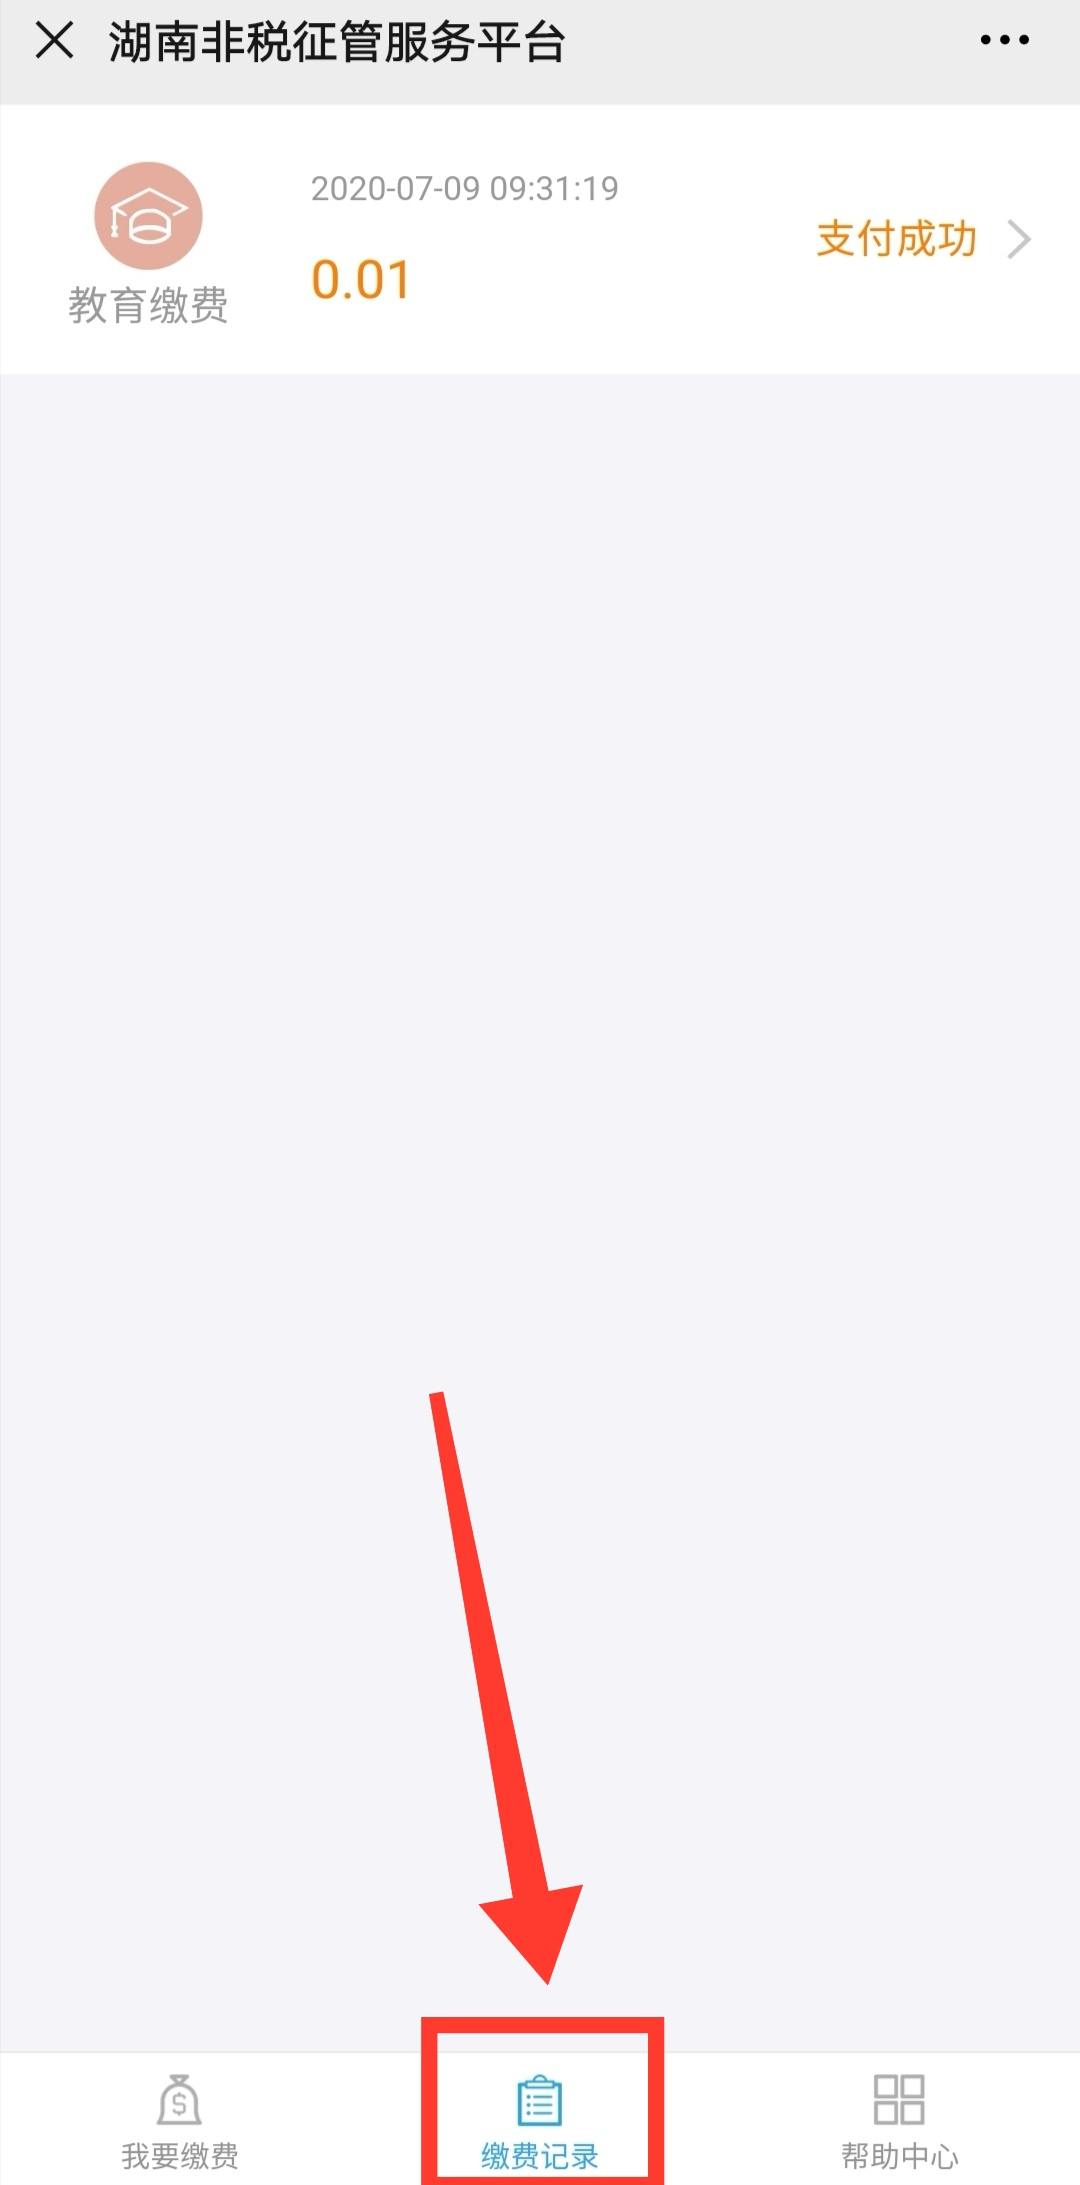 湖南非税征管服务平台
2020-07-09 09:31:19
支付成功
0.01
教育缴费
我要缴费
缴费记录
帮助中心